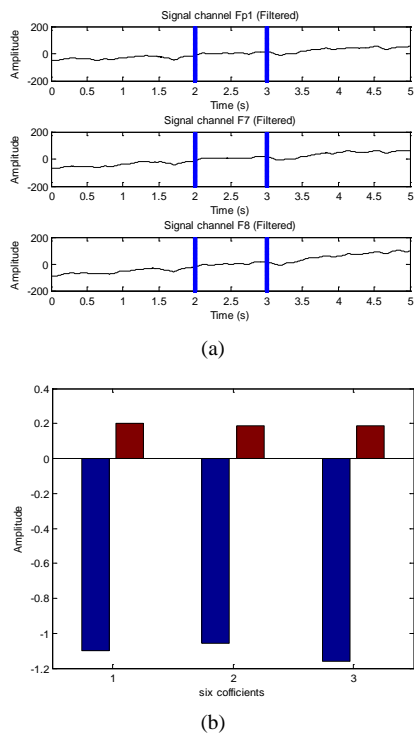 Signal channel Fp1 (Filtered)
Amplitude
200
0
-200
0 0.5 1 1.5 2 2.5 3 3.5 4 4.5 5
Time (s)
Signal channel F7 (Filtered)
Amplitude
200
0
-200
0 0.5 1 1.5 2 2.5 3 3.5 4 4.5 5
Time (s)
Signal channel F8 (Filtered)
Amplitude
200
0
-200
0 0.5 1 1.5 2 2.5 3 3.5 4 4.5 5
Time (s)
(a)
Amplitude
0.4
0.2
0
-0.2
-0.4
-0.6
-0.8
-1
-1.2
1 2 3
six cofficients
(b)